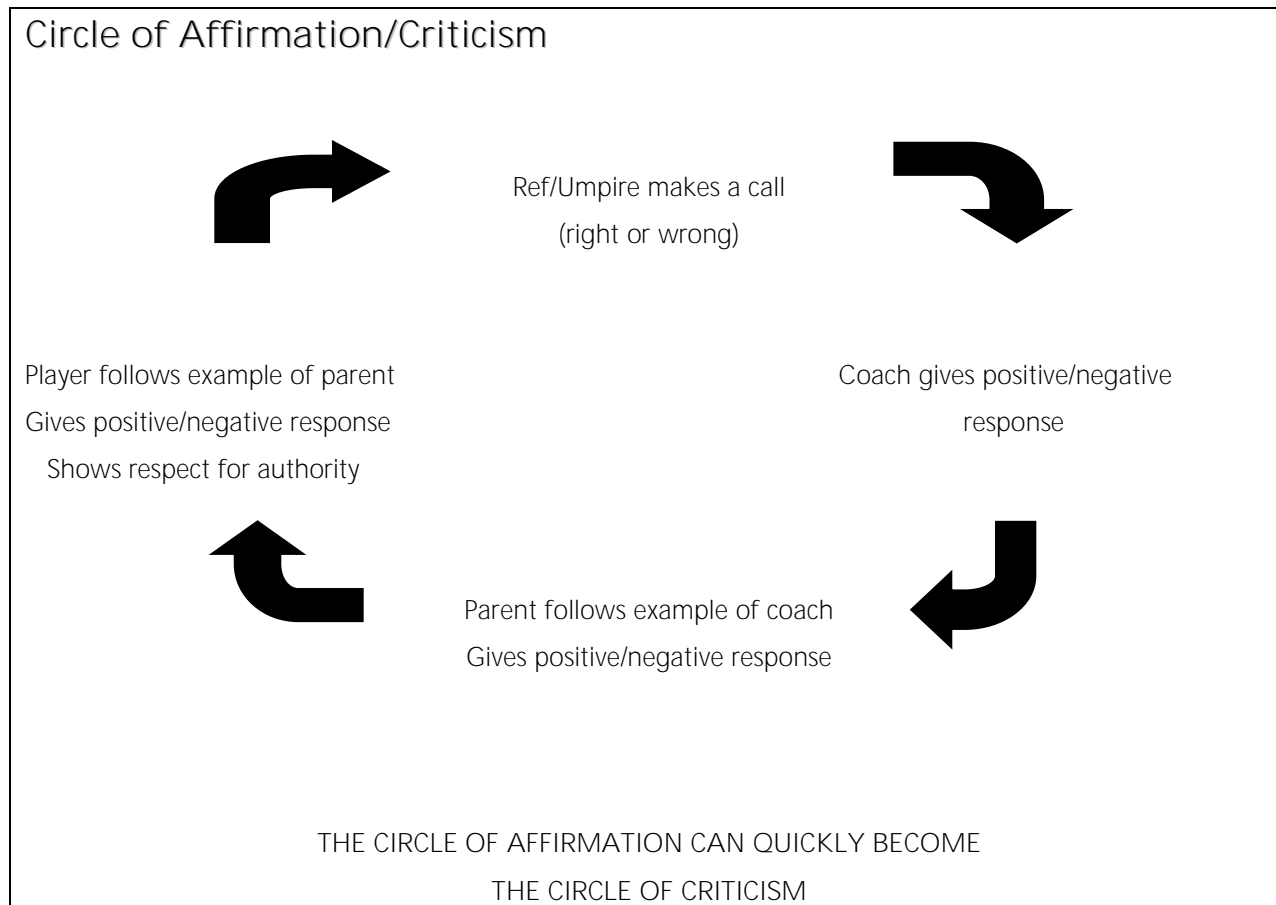 Circle of Affirmation/Criticism
Ref/Umpire makes a call
(right or wrong)
Player follows example of parent
Gives positive/negative response
Shows respect for authority
Coach gives positive/negative
response
Parent follows example of coach
Gives positive/negative response
THE CIRCLE OF AFFIRMATION CAN QUICKLY BECOME
THE CIRCLE OF CRITICISM